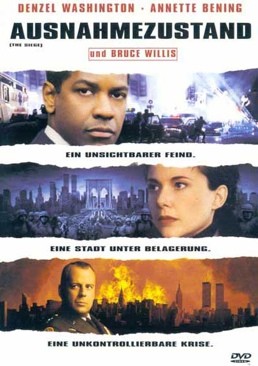 DENZEL WASHINGTON · ANNETTE BENING
AUSNAHMEZUSTAND
(THE SIEGE)
und BRUCE WILLIS
EIN UNSICHTBARER FEIND.
EINE STADT UNTER BELAGERUNG.
EINE UNKONTROLLIERBARE KRISE.
DVD